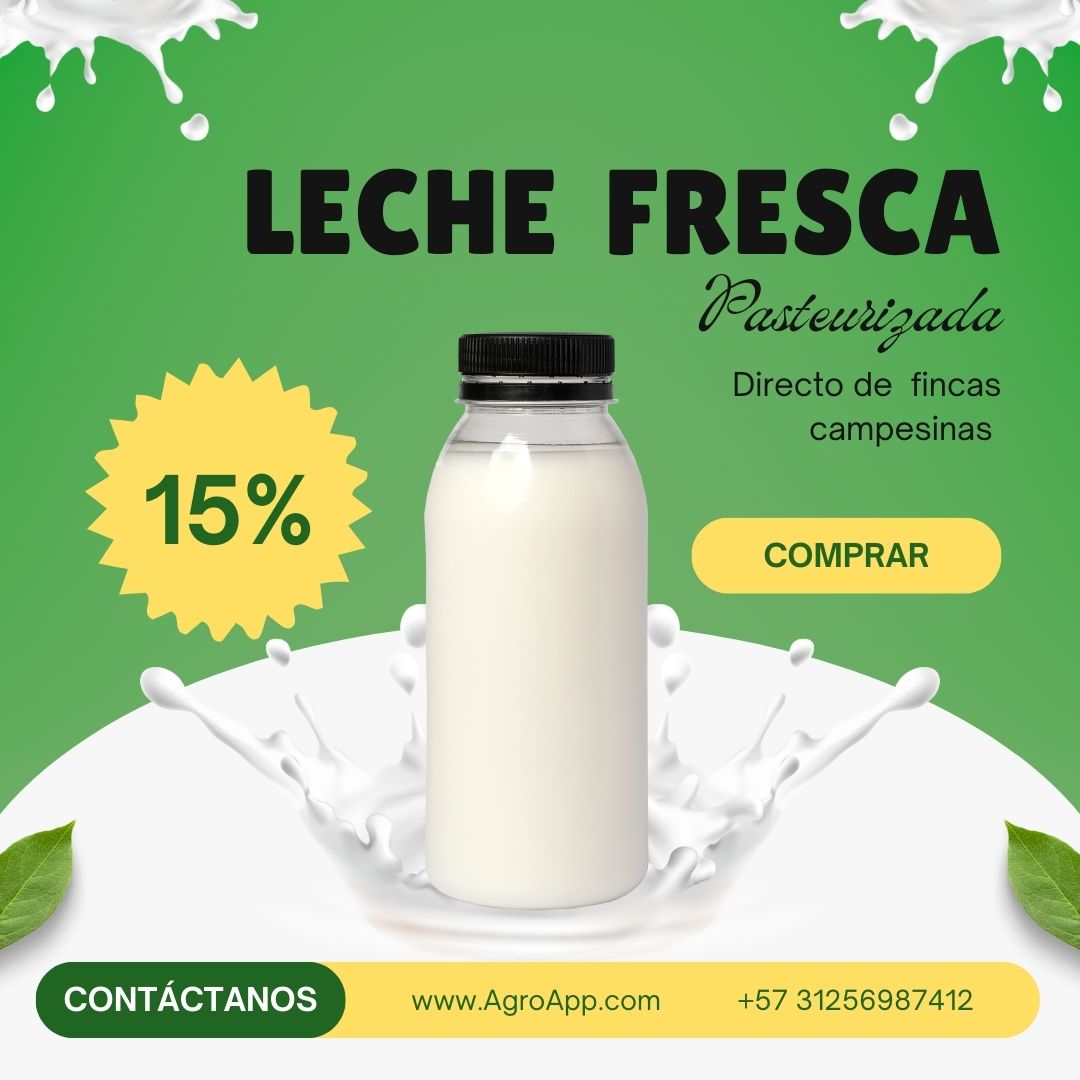 LECHE FRESCA
Pasteurizada
Directo de fincas
campesinas
15%
COMPRAR
CONTÁCTANOS www.AgroApp.com +57 31256987412